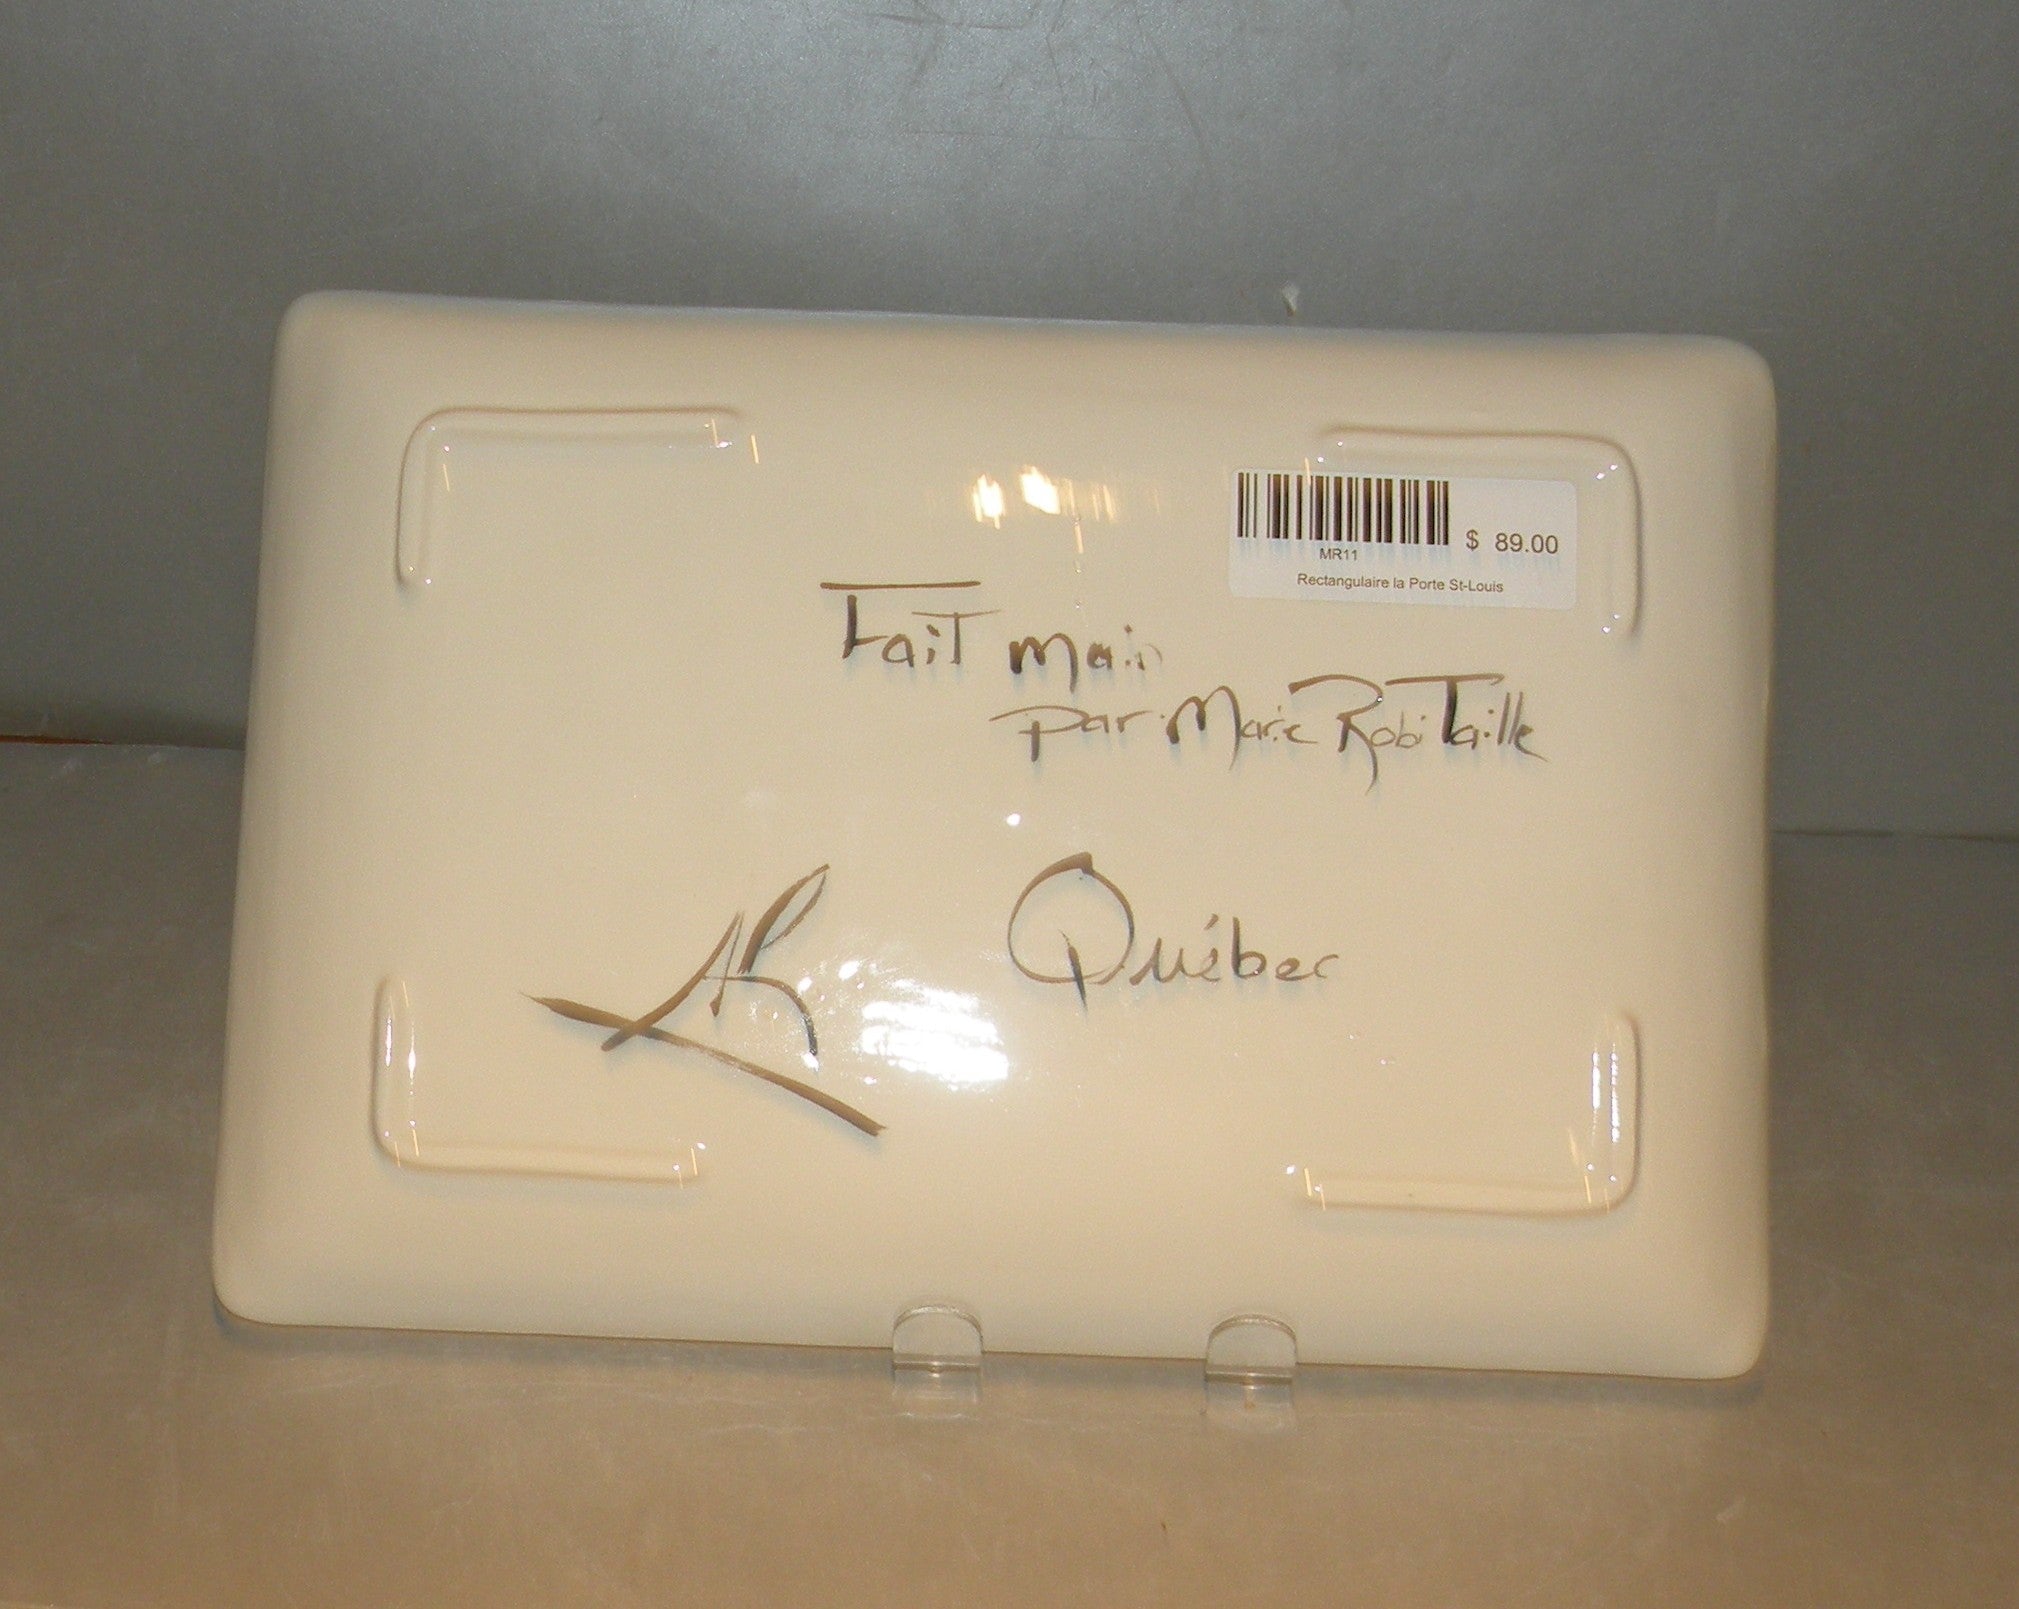 $ 89.00
MR11
Rectangulaire la Porte St-Louis
Fait main
par Marie Robitaille
Québec